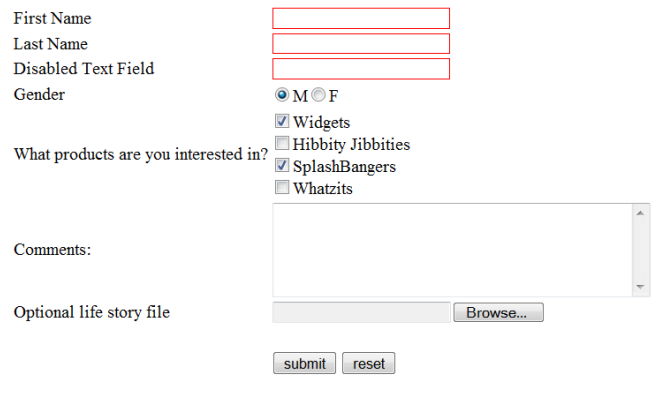 First Name
Last Name
Disabled Text Field
Gender M F
What products are you interested in?
Widgets
Hibbity Jibbities
SplashBangers
Whatzits
Comments:
Optional life story file Browse...
submit reset